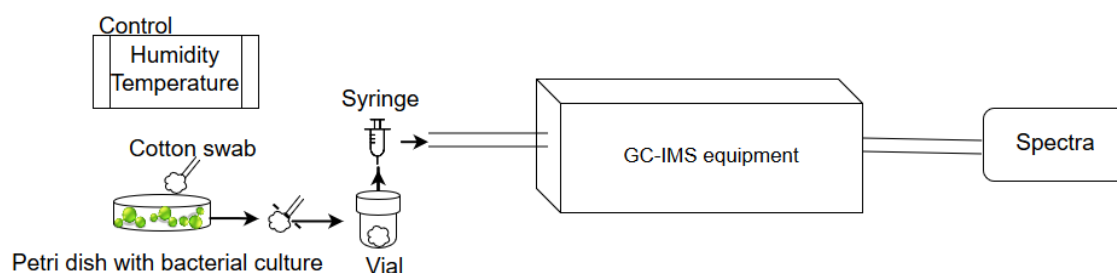 Control
Humidity
Temperature
Syringe
Cotton swab
GC-IMS equipment
Spectra
Petri dish with bacterial culture
Vial